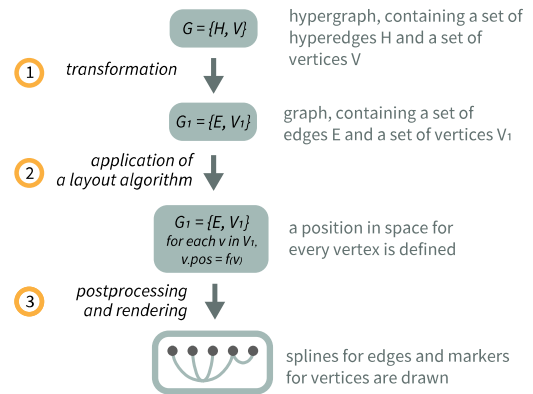 G = {H, V}
hypergraph, containing a set of
hyperedges H and a set of
vertices V
1
transformation
G₁ = {E, V₁}
graph, containing a set of
edges E and a set of vertices V₁
2
application of
a layout algorithm
G₁ = {E, V₁}
for each v in V₁,
v.pos = f(v)
a position in space for
every vertex is defined
3
postprocessing
and rendering
splines for edges and markers
for vertices are drawn